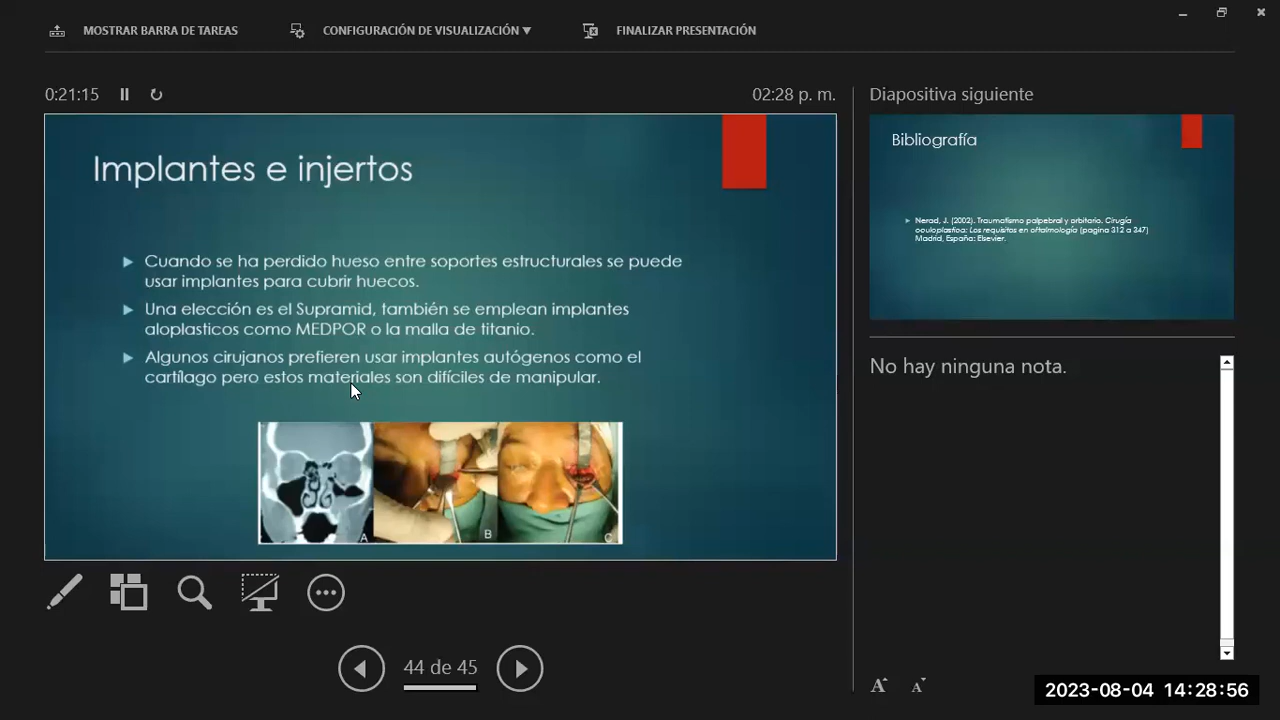 MOSTRAR BARRA DE TAREAS
CONFIGURACIÓN DE VISUALIZACIÓN ▼
FINALIZAR PRESENTACIÓN
0:21:15
02:28 p. m.
Implantes e injertos
Cuando se ha perdido hueso entre soportes estructurales se puede
usar implantes para cubrir huecos.
Una elección es el Supramid, también se emplean implantes
aloplasticos como MEDPOR o la malla de titanio.
Algunos cirujanos prefieren usar implantes autógenos como el
cartílago pero estos materiales son difíciles de manipular.
A
B
C
44 de 45
Diapositiva siguiente
Bibliografía
Nerad, J. (2002). Traumatismo palpebral y orbitario. Cirugía
oculoplastica: Los requisitos en oftalmología (pagina 312 a 347)
Madrid, España: Elsevier.
No hay ninguna nota.
A A
2023-08-04 14:28:56